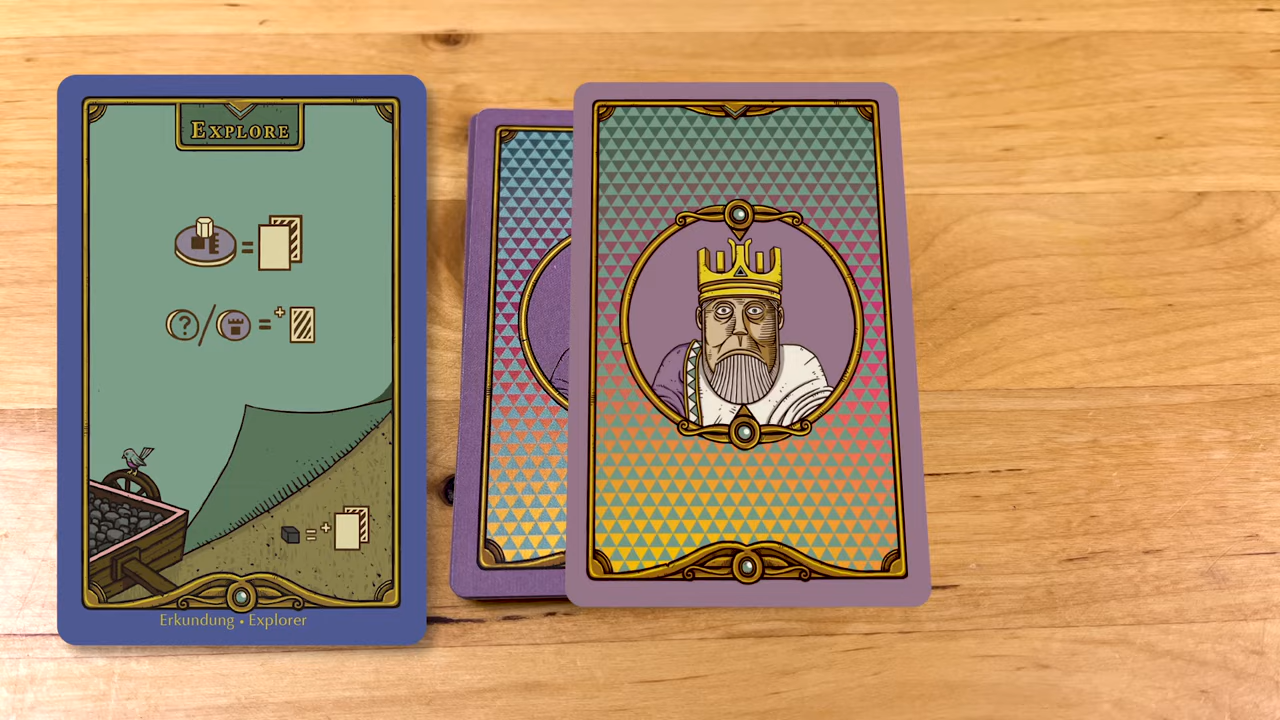 EXPLORE
=
? / = +
= +
Erkundung • Explorer